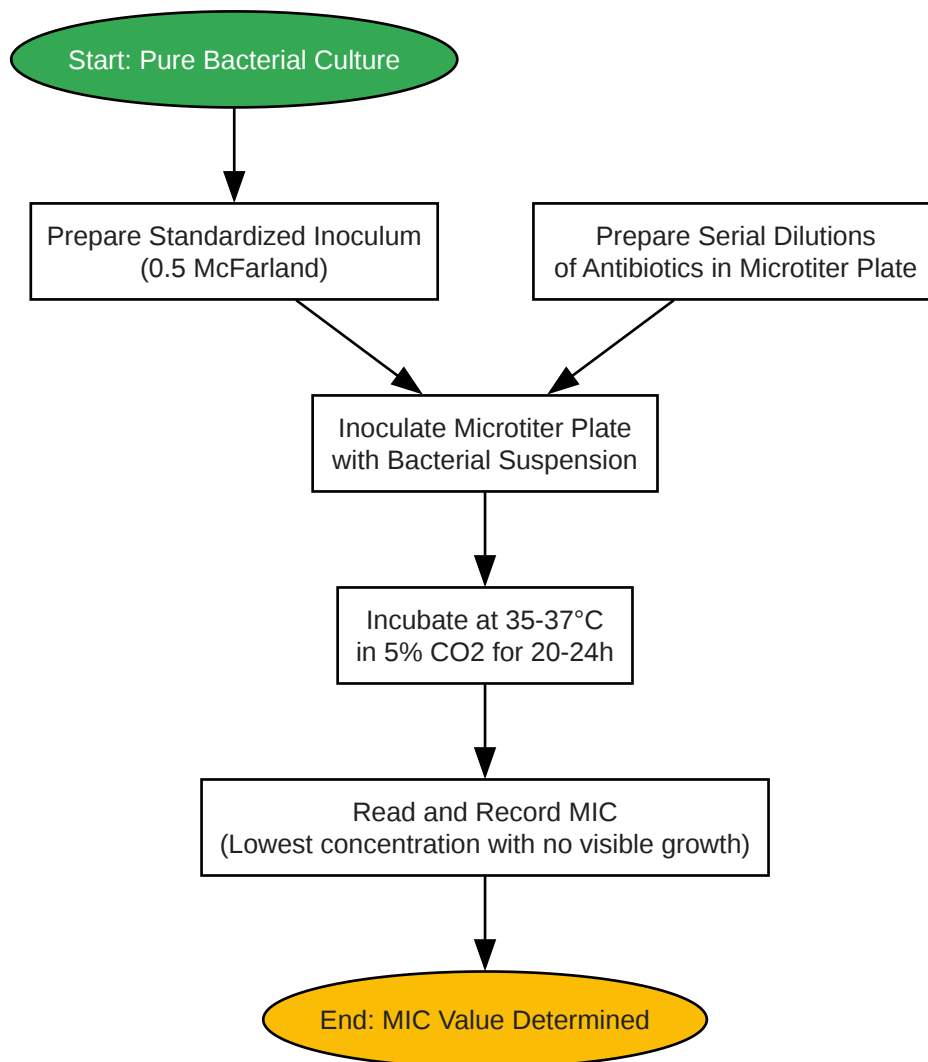 Start: Pure Bacterial Culture
Prepare Standardized Inoculum
(0.5 McFarland)
Prepare Serial Dilutions
of Antibiotics in Microtiter Plate
Inoculate Microtiter Plate
with Bacterial Suspension
Incubate at 35-37°C
in 5% CO2 for 20-24h
Read and Record MIC
(Lowest concentration with no visible growth)
End: MIC Value Determined